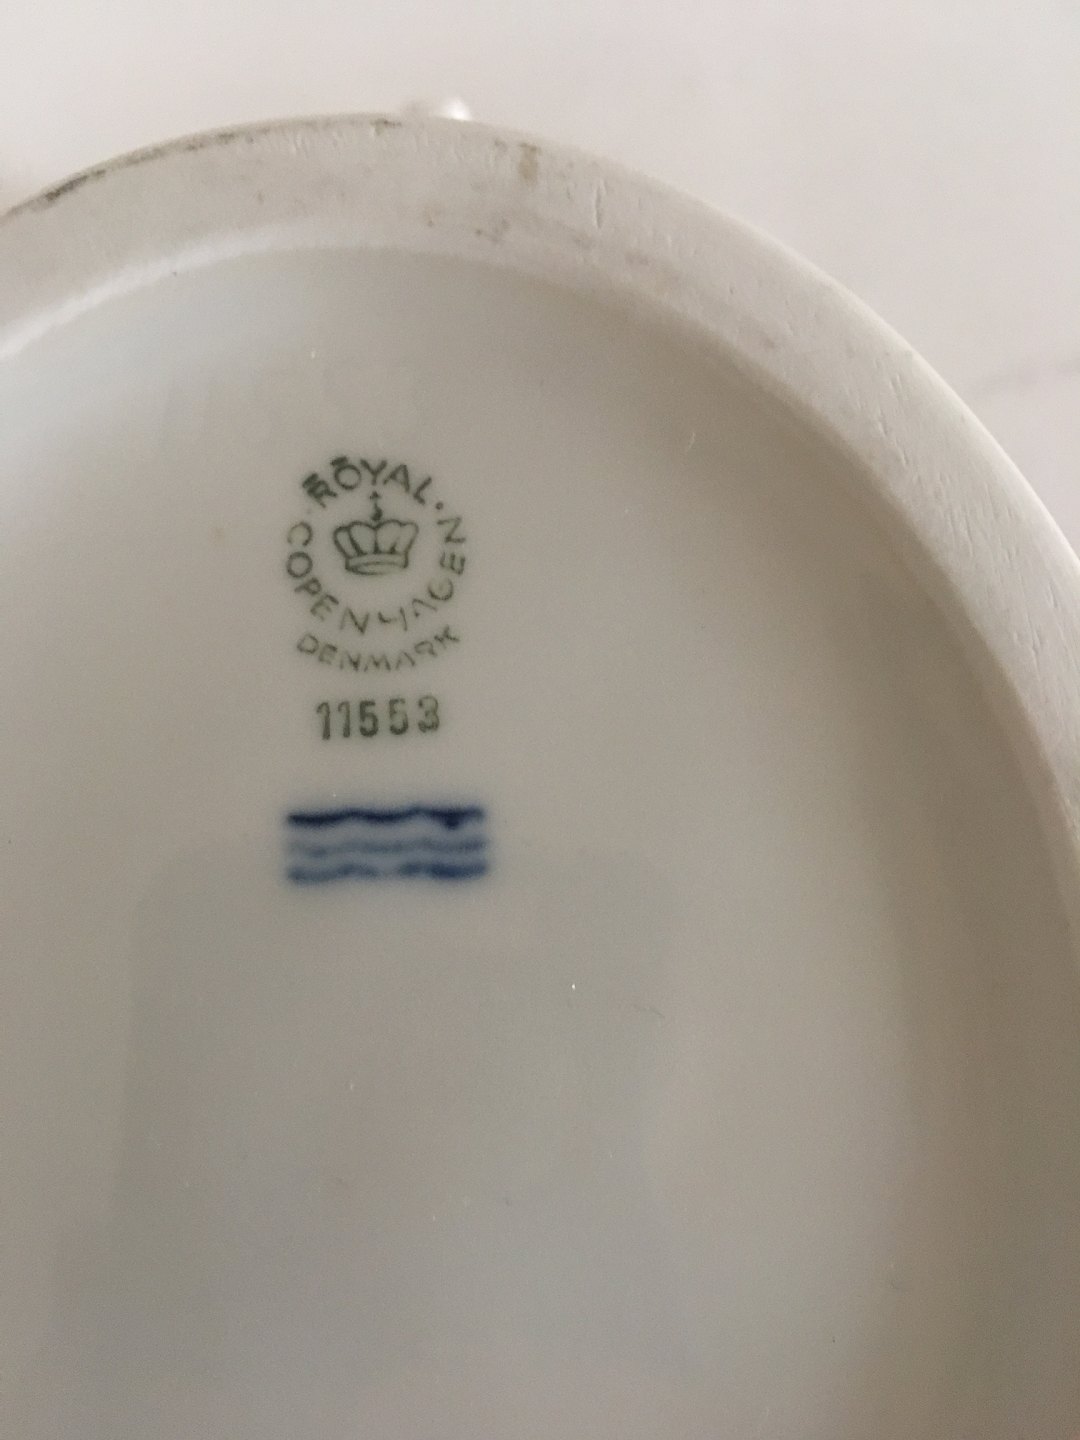 ROYAL · COPENHAGEN
DENMARK
11553